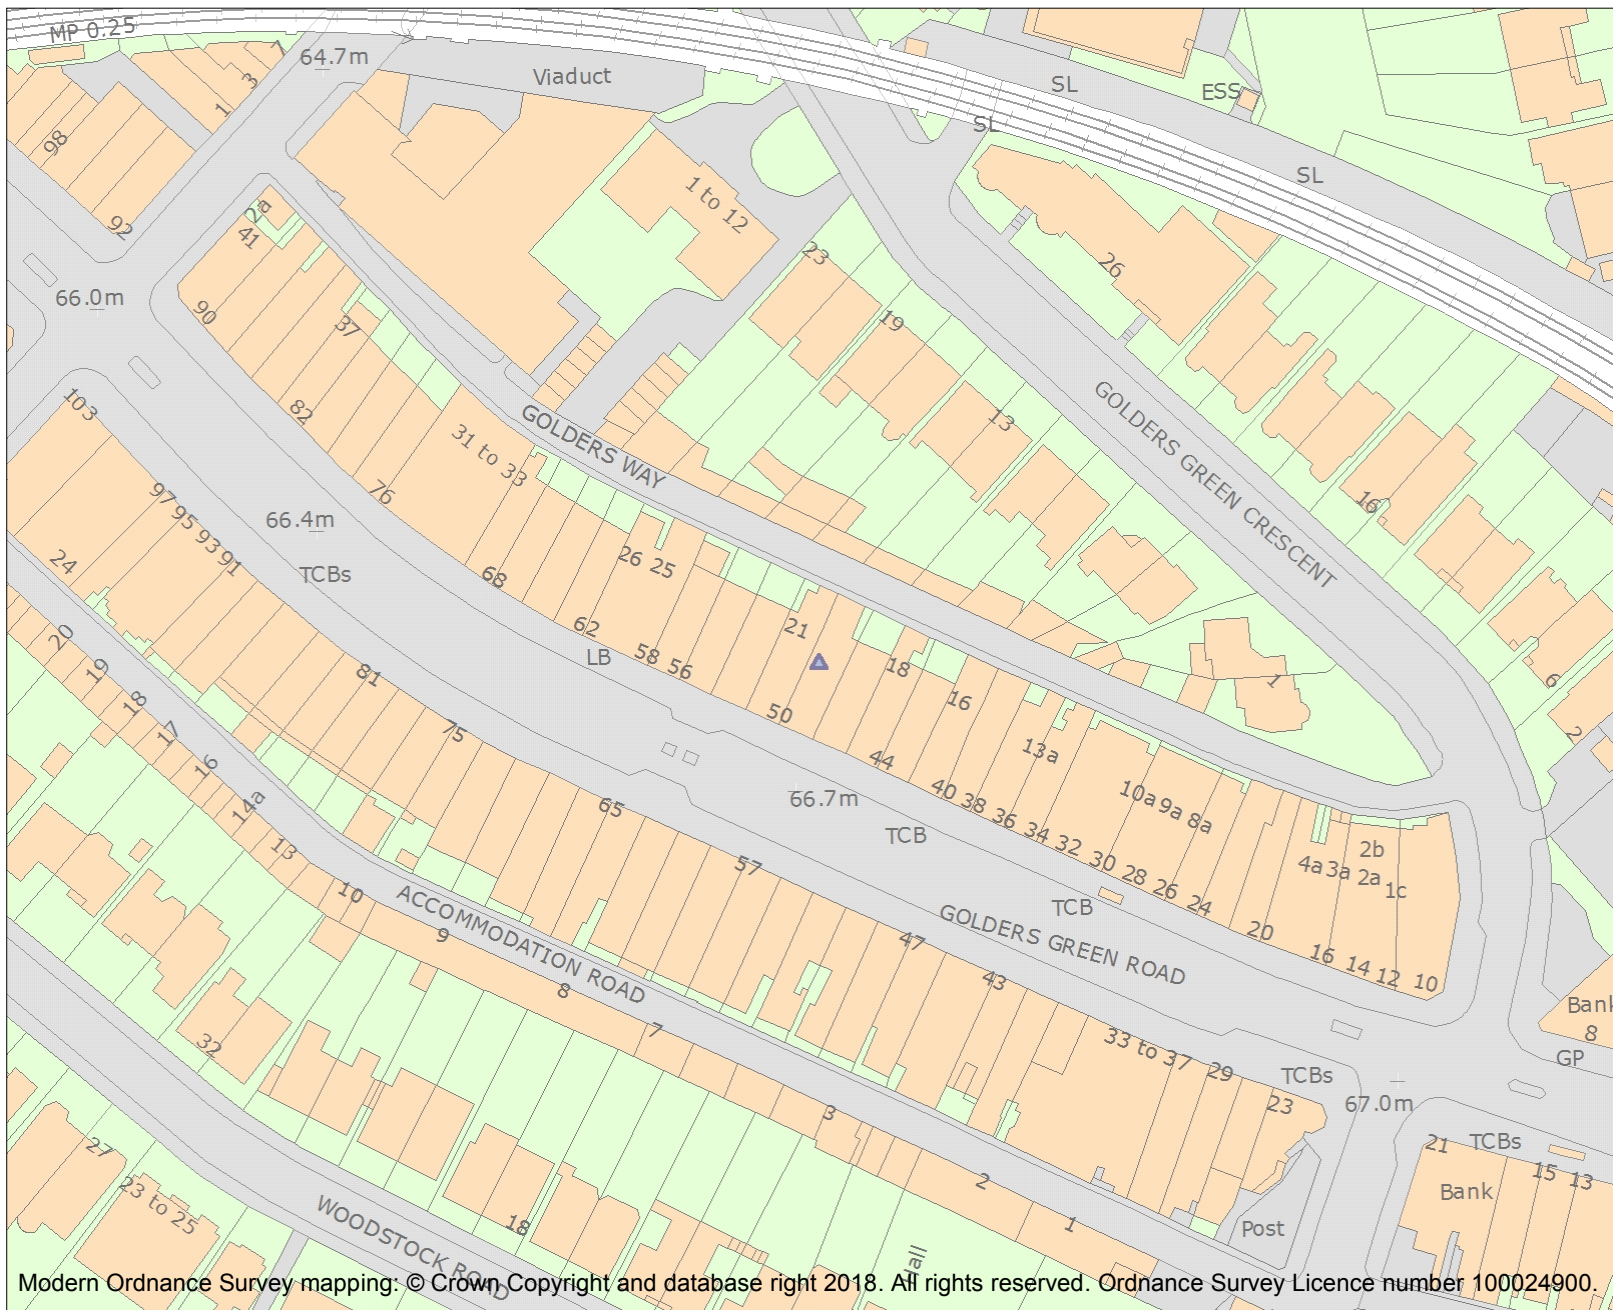 MP 0.25
7
3
1
64.7m
Viaduct
SL
ESS
SL
SL
98
92
2a
41
1 to 12
23
26
66.0m
90
37
19
103
82
31 to 33
GOLDERS WAY
13
GOLDERS GREEN CRESCENT
16
76
97
95
93
91
66.4m
TCBs
24
68
26
25
62
58
56
LB
21
18
16
50
44
1
6
2
20
19
18
17
16
14a
13
10
81
75
65
57
47
43
13a
10a
9a
8a
40
38
36
34
32
30
28
26
24
20
16
14
12
10
4a
3a
2b
2a
1c
66.7m
TCB
TCB
GOLDERS GREEN ROAD
ACCOMMODATION ROAD
9
8
7
3
2
1
33 to 37
29
23
TCBs
67.0m
Bank
8
GP
21
TCBs
15
13
Bank
Post
32
27
23 to 25
18
WOODSTOCK ROAD
Hall
Modern Ordnance Survey mapping: © Crown Copyright and database right 2018. All rights reserved. Ordnance Survey Licence number 100024900.